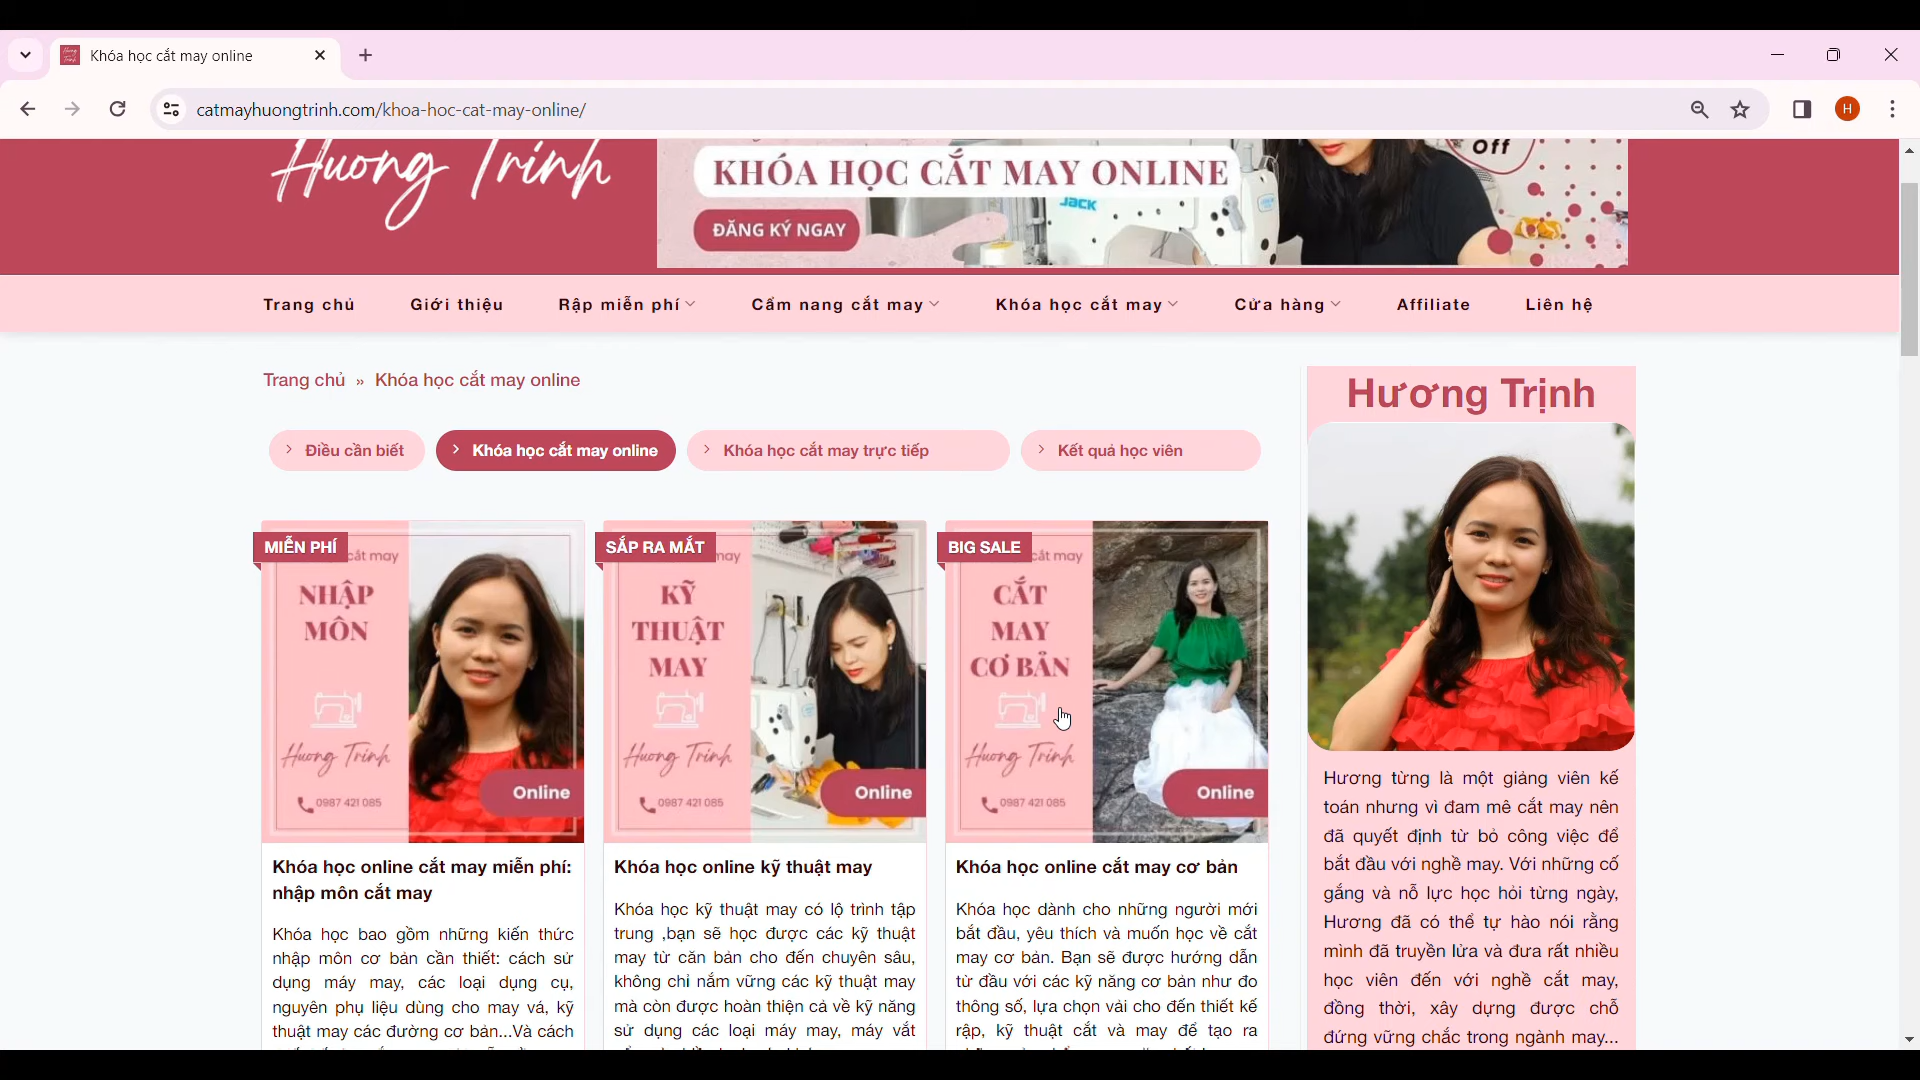 Khóa học cắt may online
catmayhuongtrinh.com/khoa-hoc-cat-may-online/
H
Huong Trinh
Off
KHÓA HỌC CẮT MAY ONLINE
JACK
ĐĂNG KÝ NGAY
Trang chủ
Giới thiệu
Rập miễn phí
Cẩm nang cắt may
Khóa học cắt may
Cửa hàng
Affiliate
Liên hệ
Trang chủ » Khóa học cắt may online
Điều cần biết
Khóa học cắt may online
Khóa học cắt may trực tiếp
Kết quả học viên
MIỄN PHÍ
cắt may
NHẬP
MÔN
Huong Trinh
0987 421 085
Online
Khóa học online cắt may miễn phí:
nhập môn cắt may
Khóa học bao gồm những kiến thức
nhập môn cơ bản cần thiết: cách sử
dụng máy may, các loại dụng cụ,
nguyên phụ liệu dùng cho may vá, kỹ
thuật may các đường cơ bản...Và cách
SẮP RA MẮT
may
KỸ
THUẬT
MAY
Huong Trinh
0987 421 085
Online
Khóa học online kỹ thuật may
Khóa học kỹ thuật may có lộ trình tập
trung ,bạn sẽ học được các kỹ thuật
may từ căn bản cho đến chuyên sâu,
không chỉ nắm vững các kỹ thuật may
mà còn được hoàn thiện cả về kỹ năng
sử dụng các loại máy may, máy vắt
BIG SALE
cắt may
CẮT
MAY
CƠ BẢN
Huong Trinh
0987 421 085
Online
Khóa học online cắt may cơ bản
Khóa học dành cho những người mới
bắt đầu, yêu thích và muốn học về cắt
may cơ bản. Bạn sẽ được hướng dẫn
từ đầu với các kỹ năng cơ bản như đo
thông số, lựa chọn vải cho đến thiết kế
rập, kỹ thuật cắt và may để tạo ra
Hương Trịnh
Hương từng là một giảng viên kế
toán nhưng vì đam mê cắt may nên
đã quyết định từ bỏ công việc để
bắt đầu với nghề may. Với những cố
gắng và nỗ lực học hỏi từng ngày,
Hương đã có thể tự hào nói rằng
mình đã truyền lửa và đưa rất nhiều
học viên đến với nghề cắt may,
đồng thời, xây dựng được chỗ
đứng vững chắc trong ngành may...